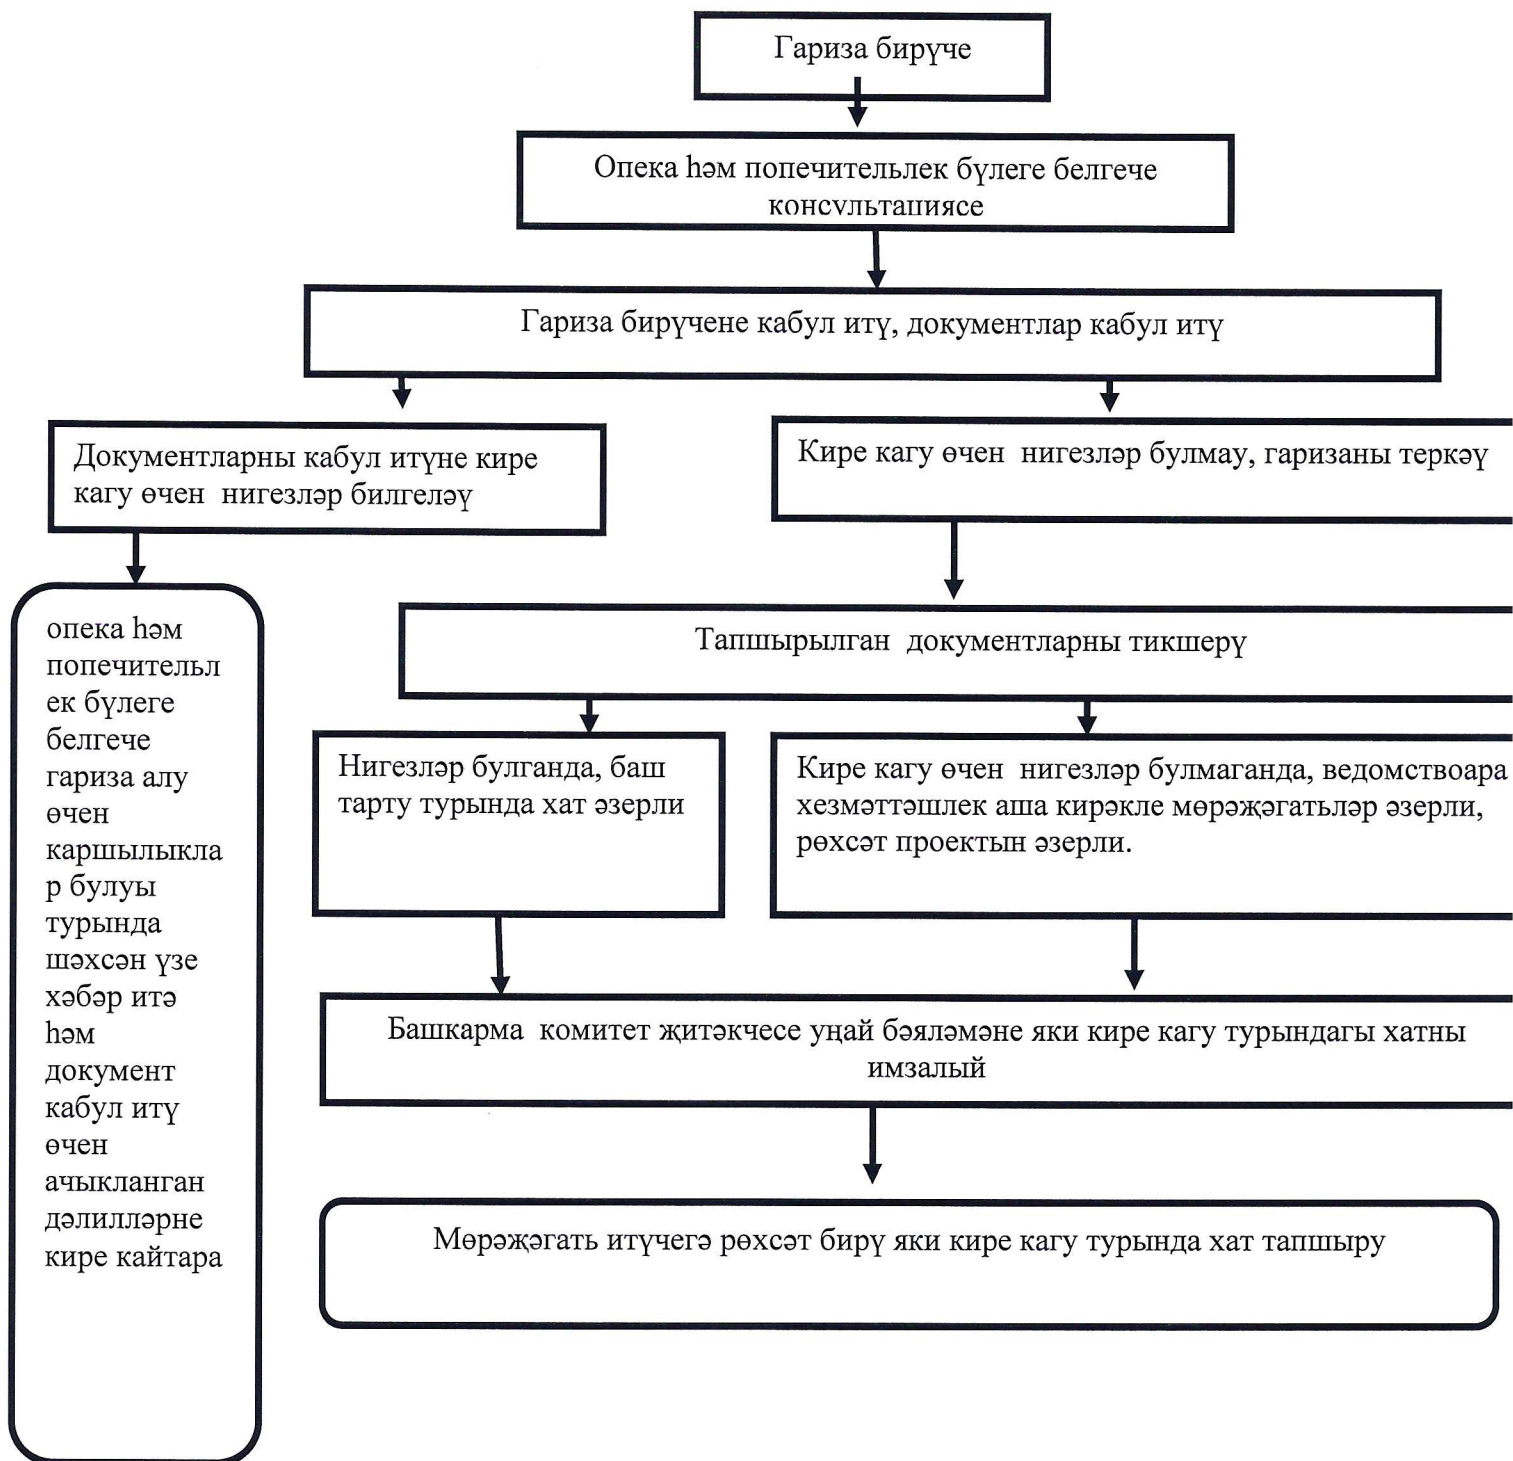 Гариза бирүче
Опека һәм попечительлек бүлеге белгече
консультациясе
Гариза бирүчене кабул итү, документлар кабул итү
Документларны кабул итүне кире
кагу өчен нигезләр билгеләү
Кире кагу өчен нигезләр булмау, гаризаны теркәү
опека һәм
попечительл
ек бүлеге
белгече
гариза алу
өчен
каршылыкла
р булуы
турында
шәхсән үзе
хәбәр итә
һәм
документ
кабул итү
өчен
ачыкланган
дәлилләрне
кире кайтара
Тапшырылган документларны тикшерү
Нигезләр булганда, баш
тарту турында хат әзерли
Кире кагу өчен нигезләр булмаганда, ведомствоара
хезмәттәшлек аша кирәкле мөрәҗәгатьләр әзерли,
рөхсәт проектын әзерли.
Башкарма комитет җитәкчесе уңай бәяләмәне яки кире кагу турындагы хатны
имзалый
Мөрәҗәгать итүчегә рөхсәт бирү яки кире кагу турында хат тапшыру